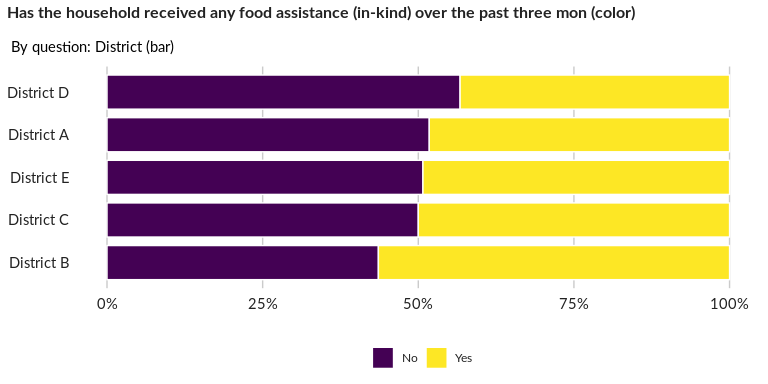 Has the household received any food assistance (in-kind) over the past three mon (color)
By question: District (bar)
District D
District A
District E
District C
District B
0% 25% 50% 75% 100%
No Yes